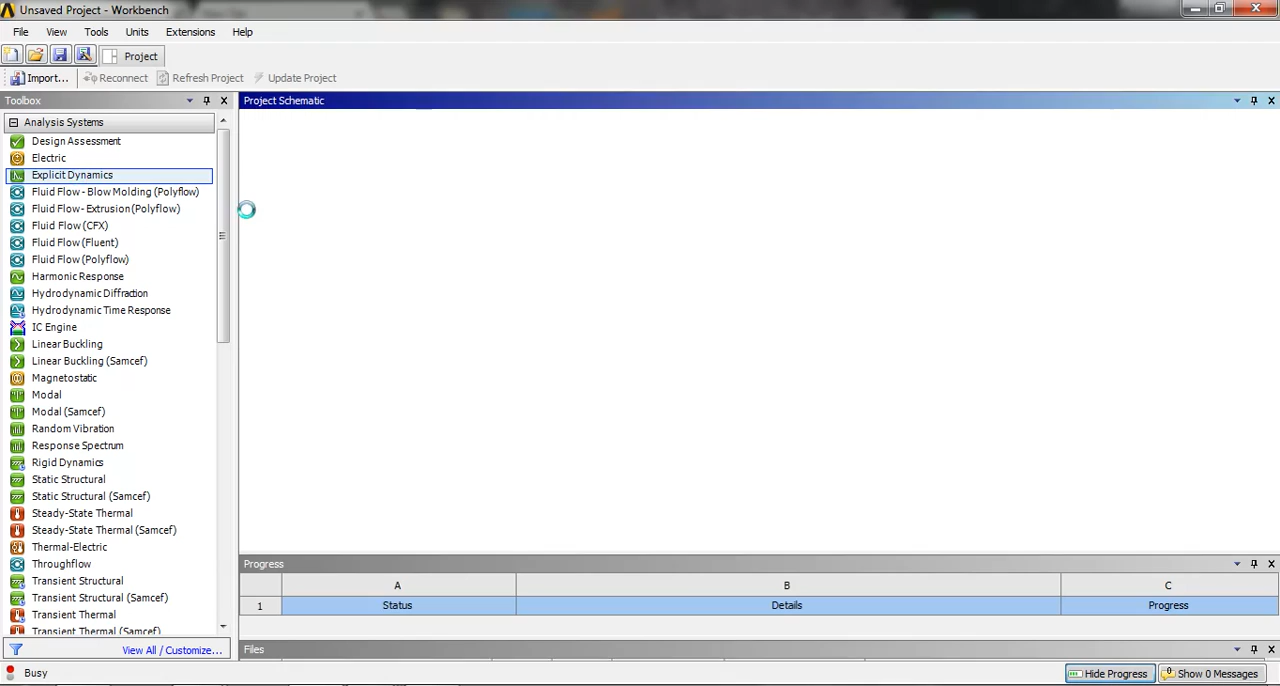 Unsaved Project - Workbench
File View Tools Units Extensions Help
Project
Import... Reconnect Refresh Project Update Project
Toolbox
Project Schematic
Analysis Systems
Design Assessment
Electric
Explicit Dynamics
Fluid Flow - Blow Molding (Polyflow)
Fluid Flow- Extrusion(Polyflow)
Fluid Flow (CFX)
Fluid Flow (Fluent)
Fluid Flow (Polyflow)
Harmonic Response
Hydrodynamic Diffraction
Hydrodynamic Time Response
IC Engine
Linear Buckling
Linear Buckling (Samcef)
Magnetostatic
Modal
Modal (Samcef)
Random Vibration
Response Spectrum
Rigid Dynamics
Static Structural
Static Structural (Samcef)
Steady-State Thermal
Steady-State Thermal (Samcef)
Thermal-Electric
Throughflow
Transient Structural
Transient Structural (Samcef)
Transient Thermal
Transient Thermal (Samcef)
View All / Customize...
Progress
A B C
1 Status Details Progress
Files
Busy
Hide Progress
Show 0 Messages